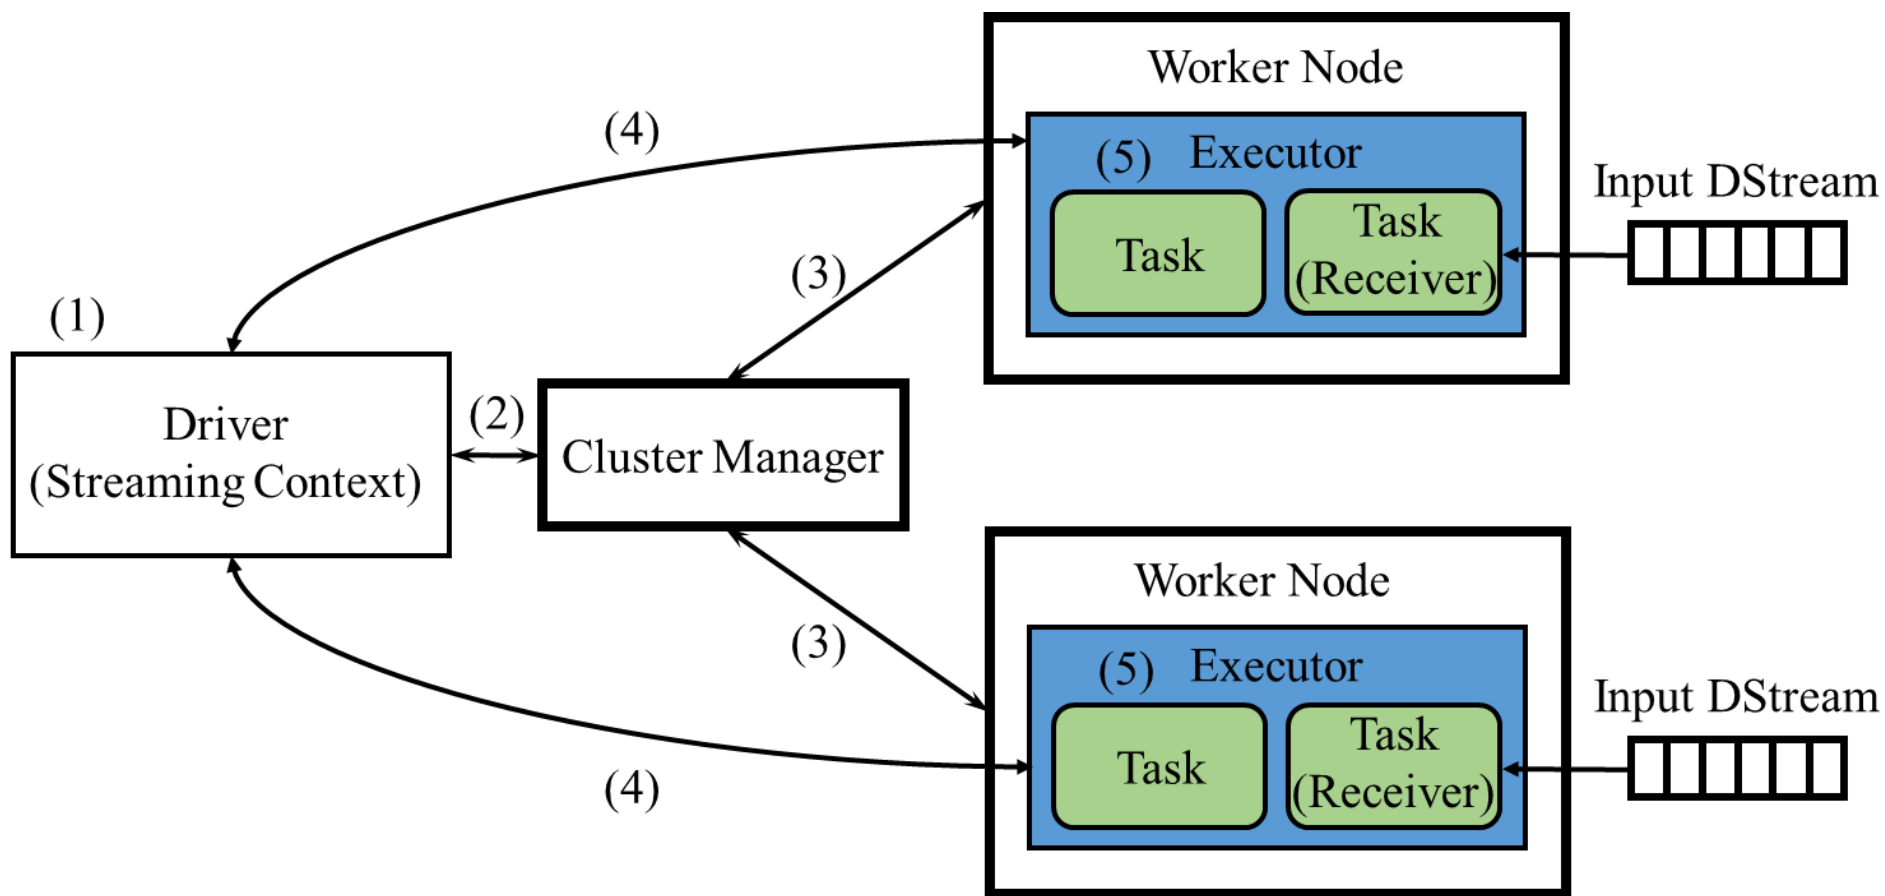 Worker Node
(4)
(5) Executor
Input DStream
Task
Task
(Receiver)
(3)
(1)
Driver
(Streaming Context)
(2)
Cluster Manager
Worker Node
(3)
(5) Executor
Input DStream
Task
Task
(Receiver)
(4)